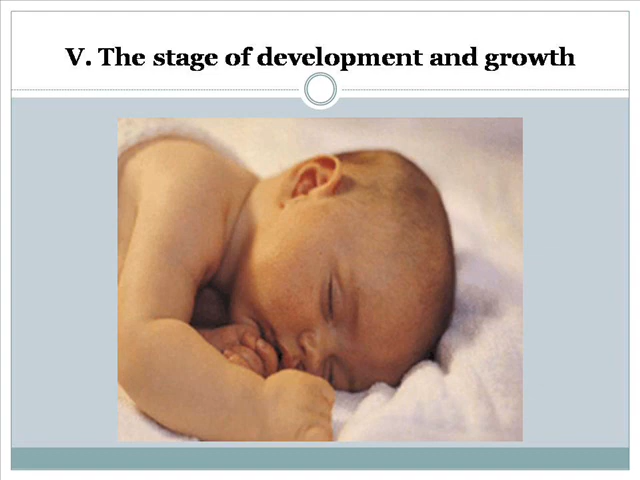 V. The stage of development and growth